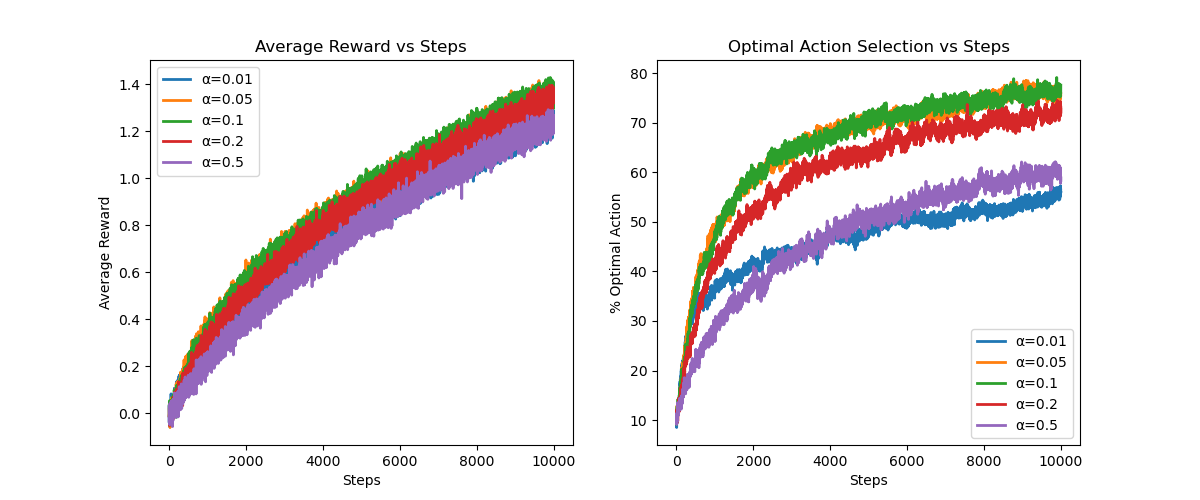 Average Reward vs Steps
Average Reward
1.4
1.2
1.0
0.8
0.6
0.4
0.2
0.0
α=0.01
α=0.05
α=0.1
α=0.2
α=0.5
0 2000 4000 6000 8000 10000
Steps
Optimal Action Selection vs Steps
% Optimal Action
80
70
60
50
40
30
20
10
α=0.01
α=0.05
α=0.1
α=0.2
α=0.5
0 2000 4000 6000 8000 10000
Steps